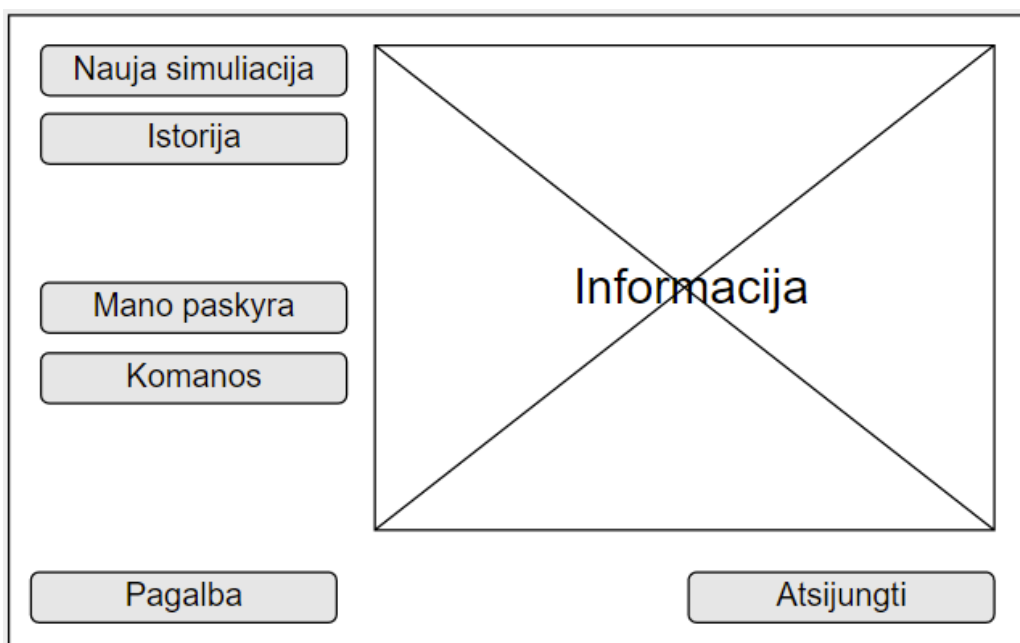 Nauja simuliacija
Istorija
Mano paskyra
Komanos
Informacija
Pagalba
Atsijungti